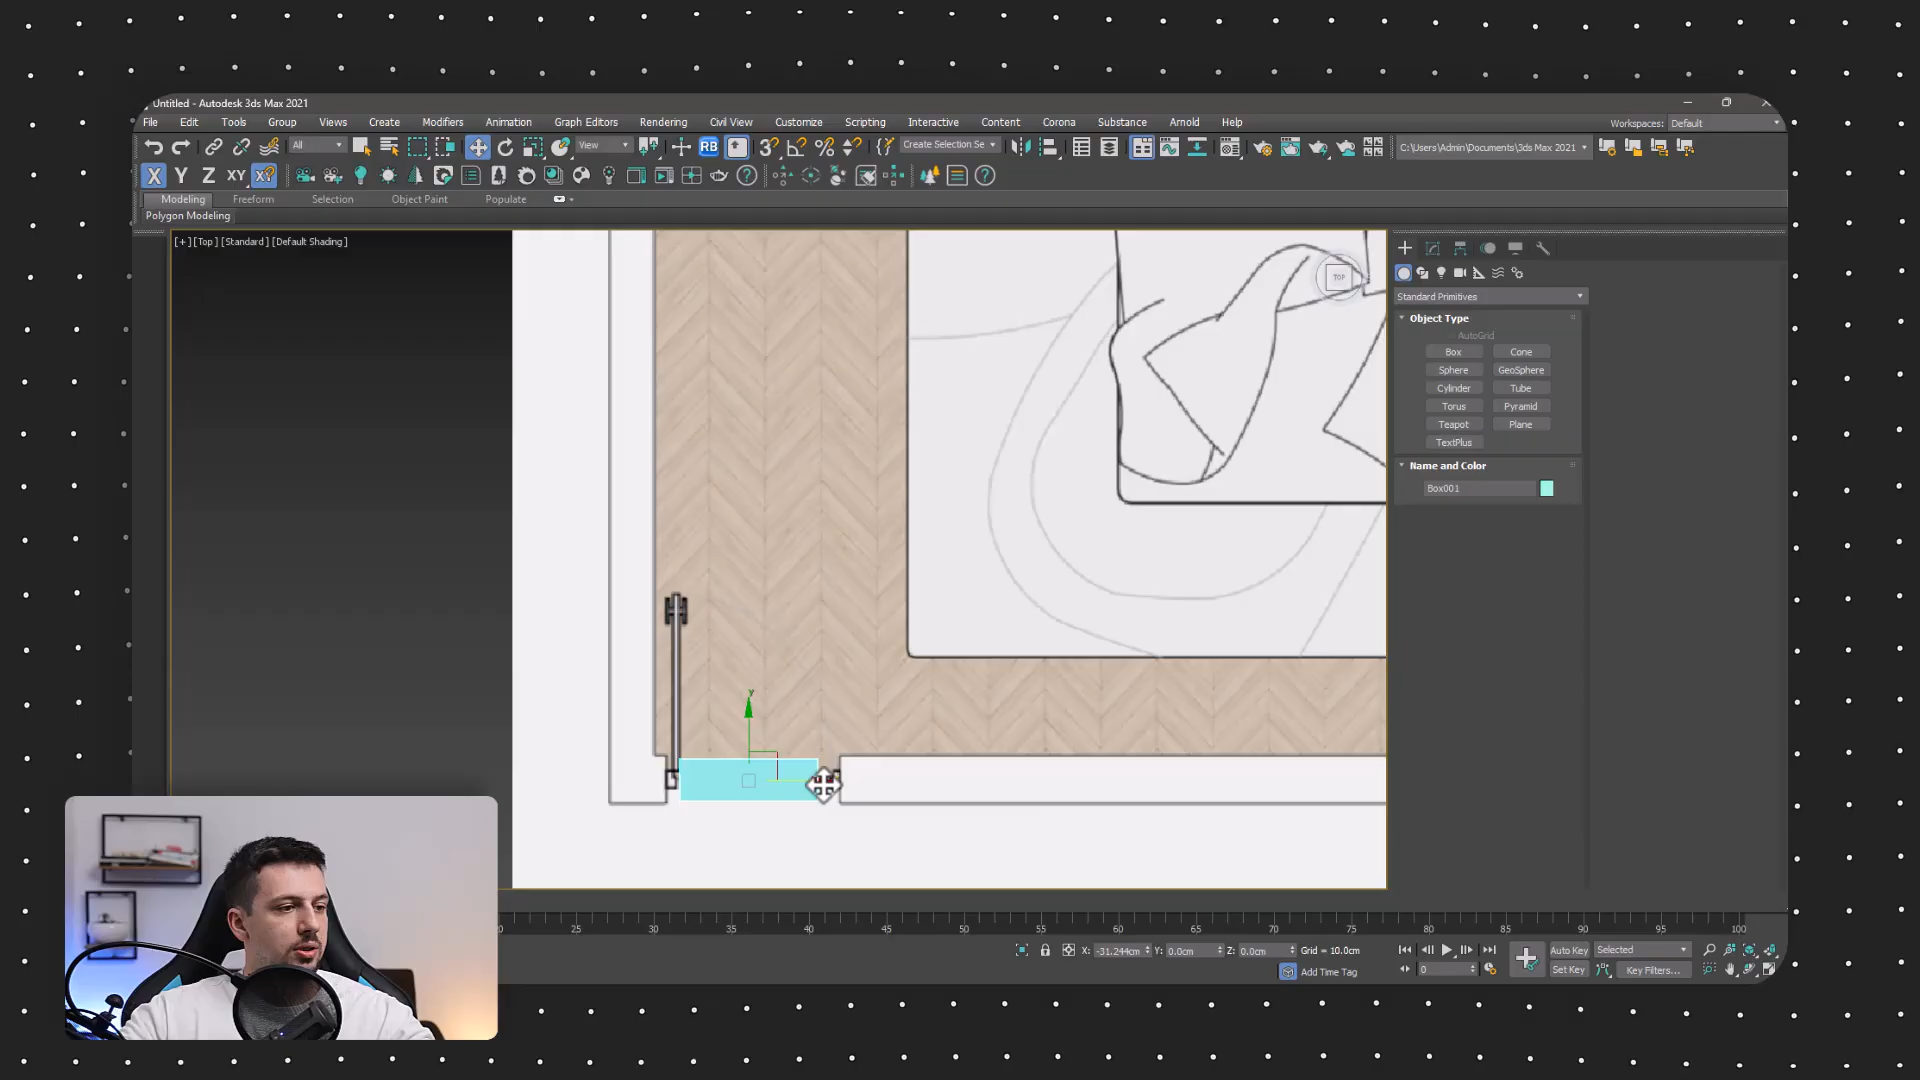 Untitled - Autodesk 3ds Max 2021
File Edit Tools Group Views Create Modifiers Animation Graph Editors Rendering Civil View Customize Scripting Interactive Content Corona Substance Arnold Help
Workspaces: Default
All View RB Create Selection Se C:\Users\Admin\Documents\3ds Max 2021
X Y Z XY
Modeling Freeform Selection Object Paint Populate
Polygon Modeling
[+] [Top] [Standard] [Default Shading]
TOP
Standard Primitives
Object Type
AutoGrid
Box Cone
Sphere GeoSphere
Cylinder Tube
Torus Pyramid
Teapot Plane
TextPlus
Name and Color
Box001
y
25 30 35 40 45 50 55 60 65 70 75 80 85 90 95 100
X: -31.244cm Y: 0.0cm Z: 0.0cm Grid = 10.0cm
Auto Key Selected
Add Time Tag
0
Set Key Key Filters...